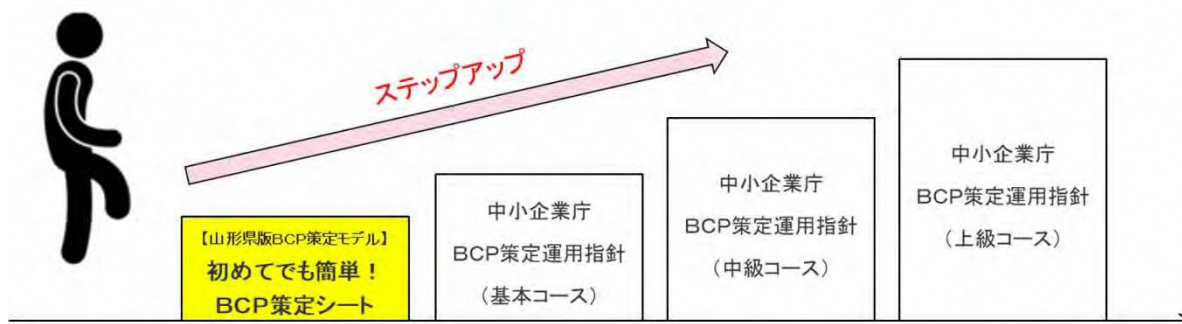 ステップアップ
【山形県版BCP策定モデル】
初めてでも簡単！
BCP策定シート
中小企業庁
BCP策定運用指針
（基本コース）
中小企業庁
BCP策定運用指針
（中級コース）
中小企業庁
BCP策定運用指針
（上級コース）